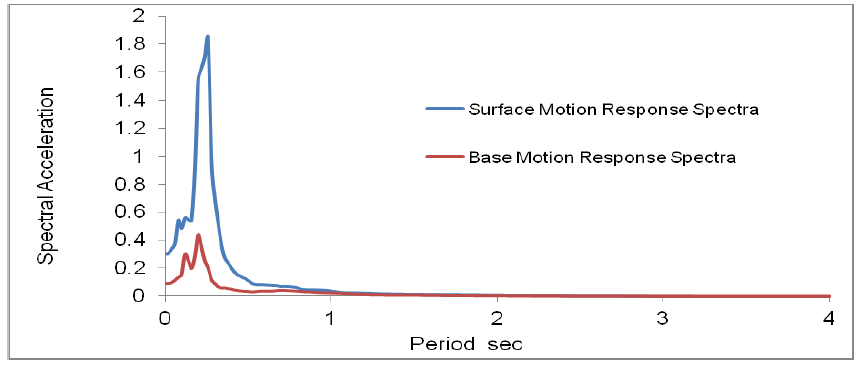 2
1.8
1.6
1.4
1.2
1
0.8
0.6
0.4
0.2
0
Spectral Acceleration
Surface Motion Response Spectra
Base Motion Response Spectra
0 1 2 3 4
Period sec